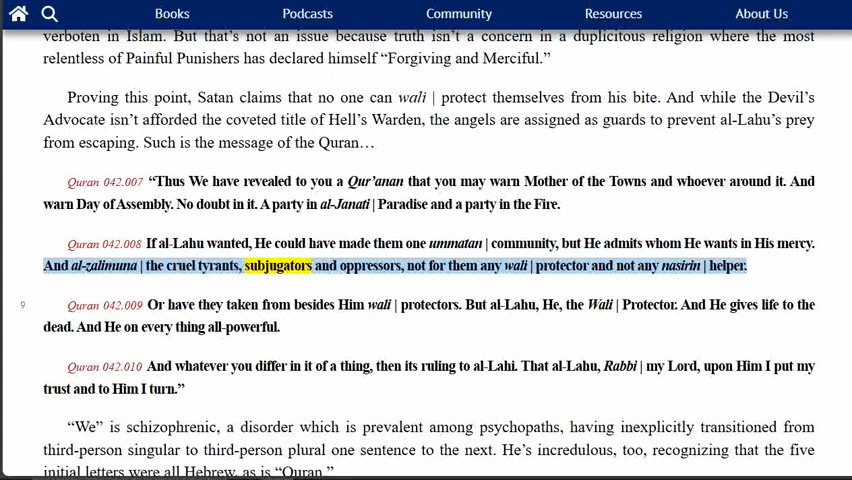 Books Podcasts Community Resources About Us
verboten in Islam. But that’s not an issue because truth isn’t a concern in a duplicitous religion where the most
relentless of Painful Punishers has declared himself “Forgiving and Merciful.”
Proving this point, Satan claims that no one can wali | protect themselves from his bite. And while the Devil’s
Advocate isn’t afforded the coveted title of Hell’s Warden, the angels are assigned as guards to prevent al-Lahu’s prey
from escaping. Such is the message of the Quran…
Quran 042.007 “Thus We have revealed to you a Qur’anan that you may warn Mother of the Towns and whoever around it. And
warn Day of Assembly. No doubt in it. A party in al-Janati | Paradise and a party in the Fire.
Quran 042.008 If al-Lahu wanted, He could have made them one ummatan | community, but He admits whom He wants in His mercy.
And al-zalimuna | the cruel tyrants, subjugators and oppressors, not for them any wali | protector and not any nasirin | helper.
9 Quran 042.009 Or have they taken from besides Him wali | protectors. But al-Lahu, He, the Wali | Protector. And He gives life to the
dead. And He on every thing all-powerful.
Quran 042.010 And whatever you differ in it of a thing, then its ruling to al-Lahi. That al-Lahu, Rabbi | my Lord, upon Him I put my
trust and to Him I turn.”
“We” is schizophrenic, a disorder which is prevalent among psychopaths, having inexplicitly transitioned from
third-person singular to third-person plural one sentence to the next. He’s incredulous, too, recognizing that the five
initial letters were all Hebrew, as is “Quran.”